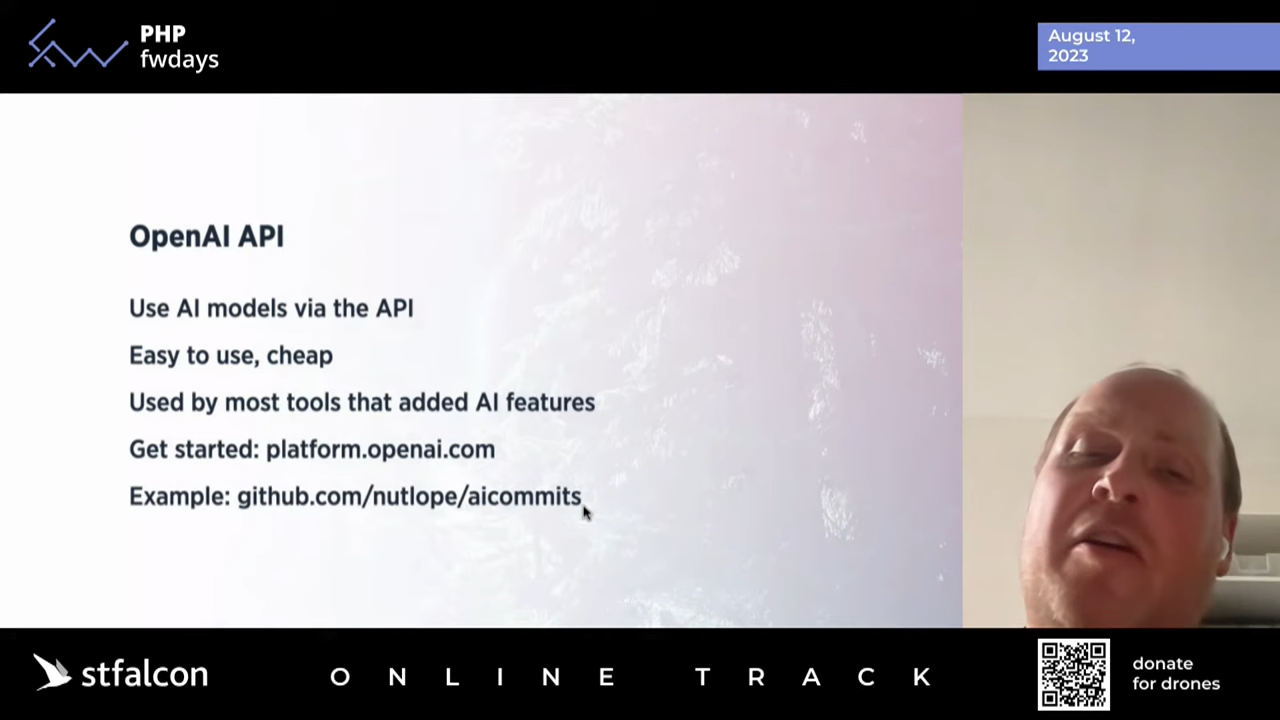 PHP
fwdays
August 12,
2023
OpenAI API
Use AI models via the API
Easy to use, cheap
Used by most tools that added AI features
Get started: platform.openai.com
Example: github.com/nutlope/aicommits
stfalcon
ONLINE TRACK
donate
for drones